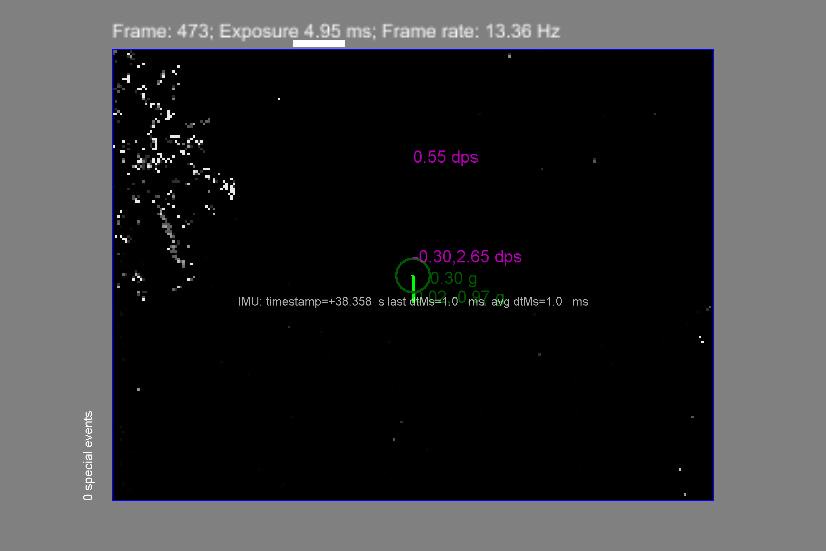 Frame: 473; Exposure 4.95 ms; Frame rate: 13.36 Hz
0.55 dps
-0.30,2.65 dps
0.30 g
0.97 g
IMU: timestamp=+38.358 s last dtMs=1.0 ms avg dtMs=1.0 ms
0 special events